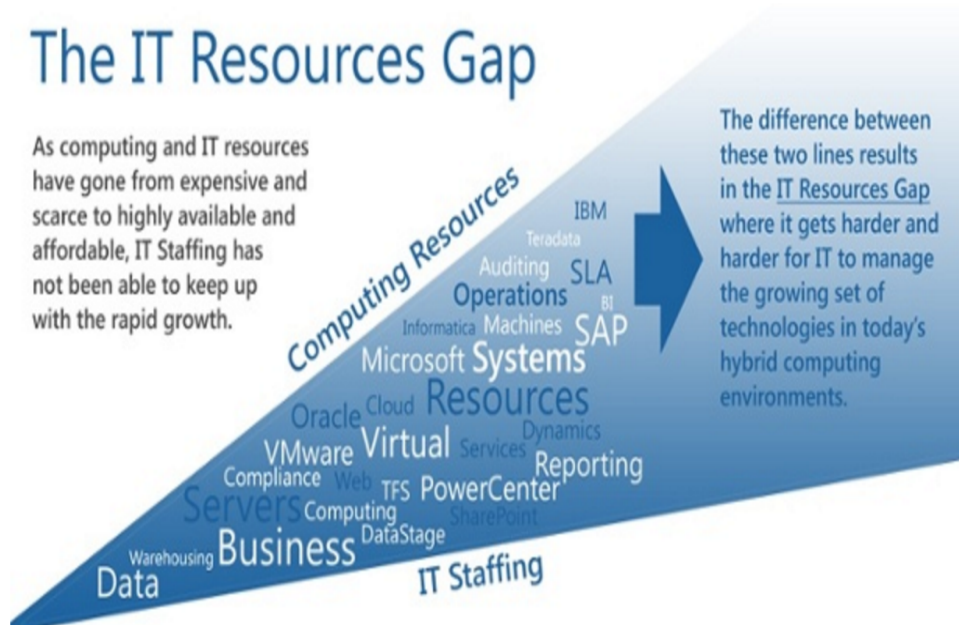 The IT Resources Gap
As computing and IT resources
have gone from expensive and
scarce to highly available and
affordable, IT Staffing has
not been able to keep up
with the rapid growth.
Computing Resources
The difference between
these two lines results
in the IT Resources Gap
where it gets harder and
harder for IT to manage
the growing set of
technologies in today's
hybrid computing
environments.
IBM
Teradata
Auditing SLA
Operations BI
Informatica Machines SAP
Microsoft Systems
Oracle Cloud Resources
VMware Virtual Services Dynamics
Compliance Web TFS PowerCenter Reporting
Servers Computing SharePoint
Warehousing Business DataStage
Data
IT Staffing